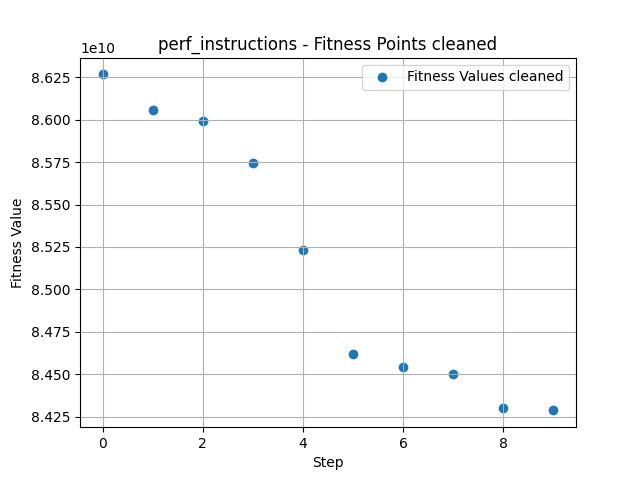 perf_instructions - Fitness Points cleaned
1e10
Fitness Values cleaned
8.625
8.600
8.575
8.550
8.525
8.500
8.475
8.450
8.425
Fitness Value
0 2 4 6 8
Step